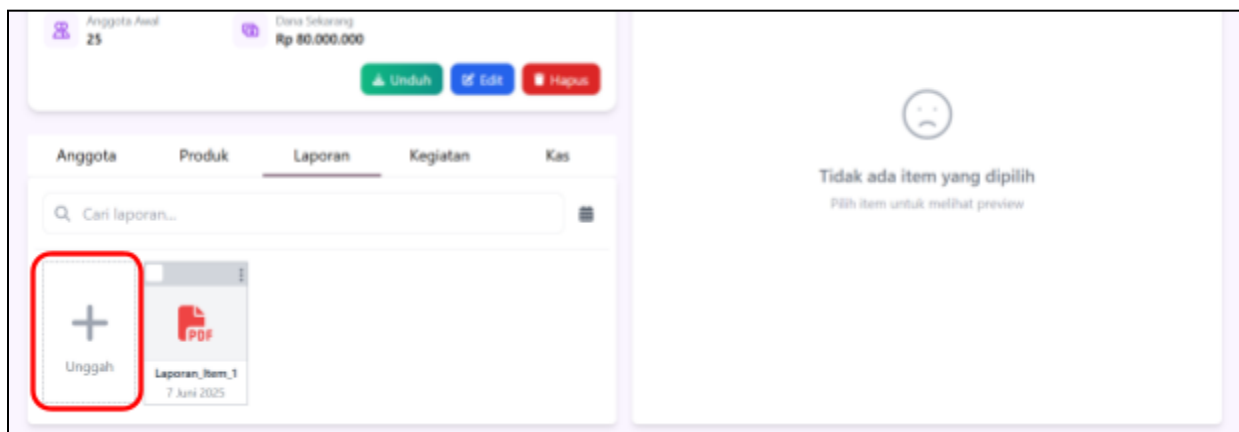 Anggota Awal
25
Dana Sekarang
Rp 80.000.000
Unduh
Edit
Hapus
Anggota
Produk
Laporan
Kegiatan
Kas
Cari laporan...
Unggah
PDF
Laporan_Item_1
7 Juni 2025
Tidak ada item yang dipilih
Pilih item untuk melihat preview